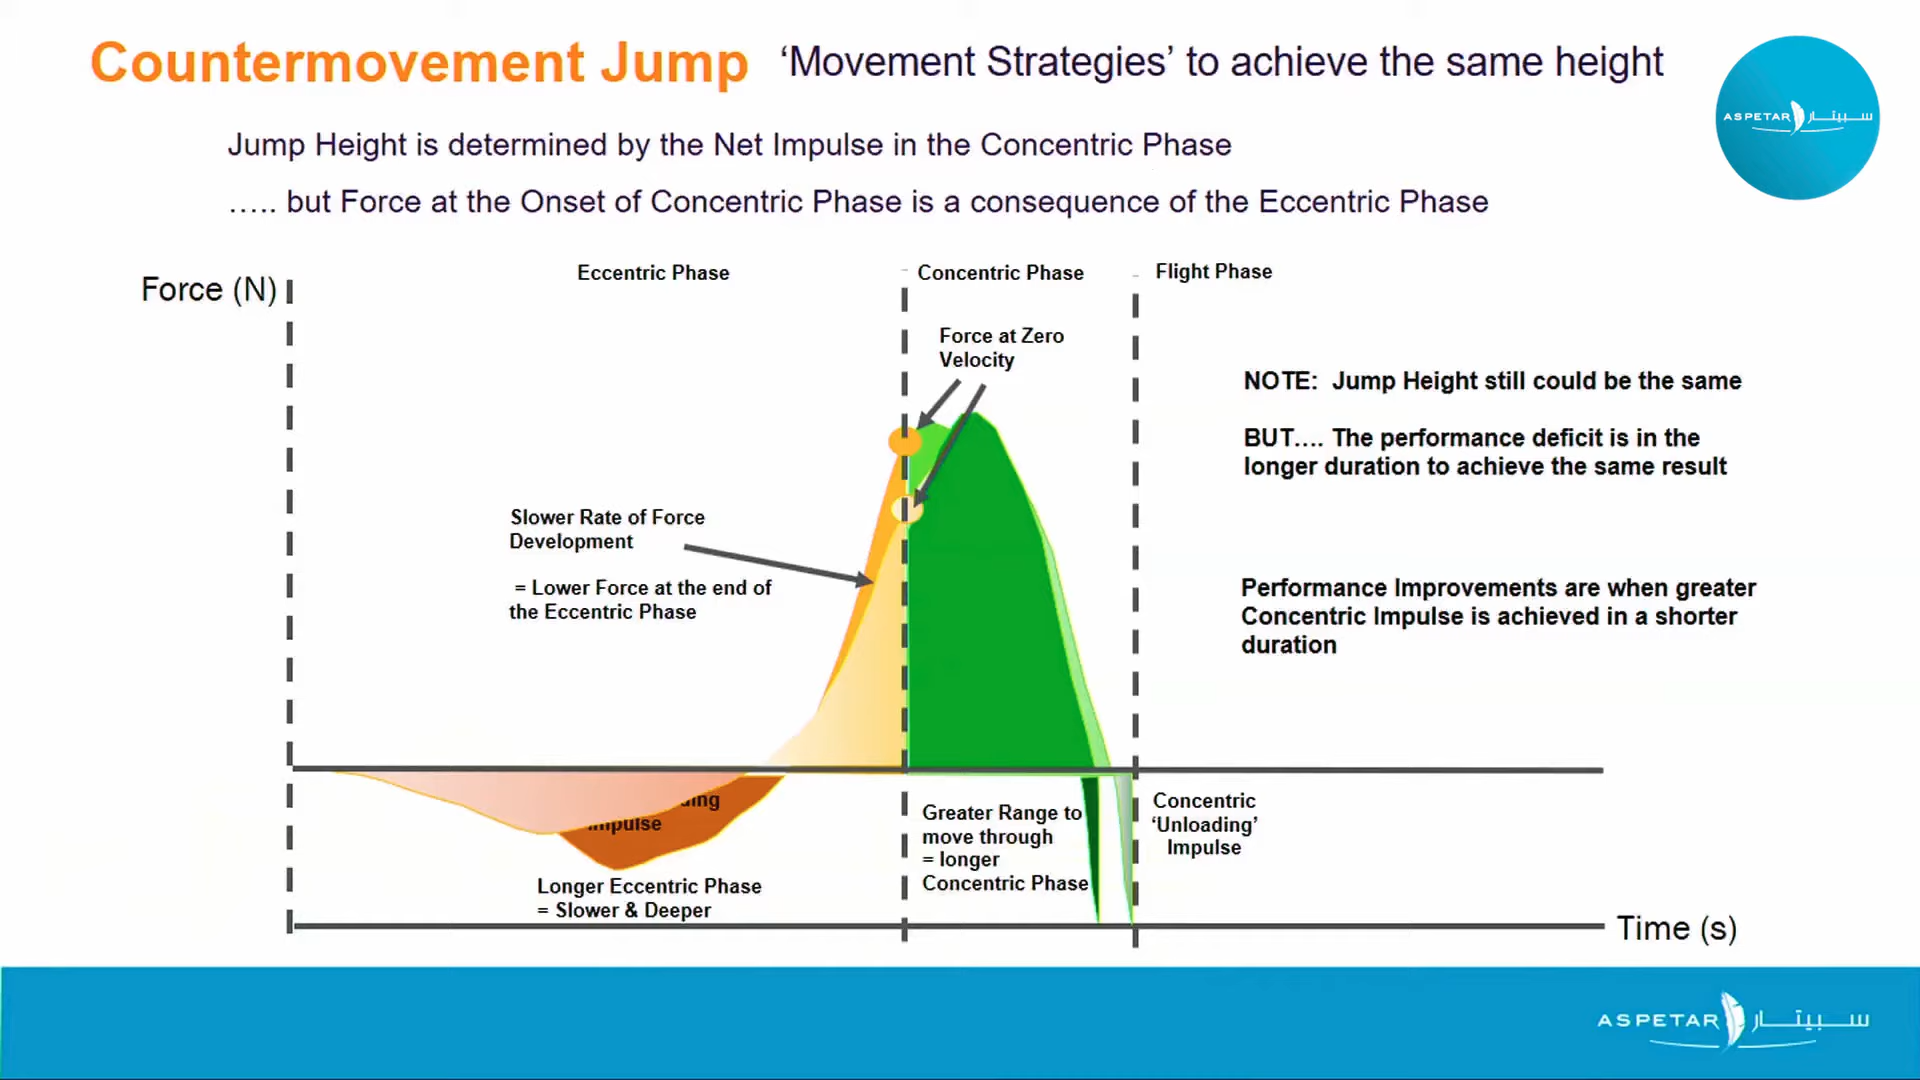 Countermovement Jump 'Movement Strategies' to achieve the same height
ASPETAR سبيتار
Jump Height is determined by the Net Impulse in the Concentric Phase
….. but Force at the Onset of Concentric Phase is a consequence of the Eccentric Phase
Force (N)
Eccentric Phase
Concentric Phase
Flight Phase
Force at Zero
Velocity
NOTE: Jump Height still could be the same
BUT…. The performance deficit is in the
longer duration to achieve the same result
Slower Rate of Force
Development
= Lower Force at the end of
the Eccentric Phase
Performance Improvements are when greater
Concentric Impulse is achieved in a shorter
duration
Impulse
Longer Eccentric Phase
= Slower & Deeper
Greater Range to
move through
= longer
Concentric Phase
Concentric
'Unloading'
Impulse
Time (s)
ASPETAR سبيتار